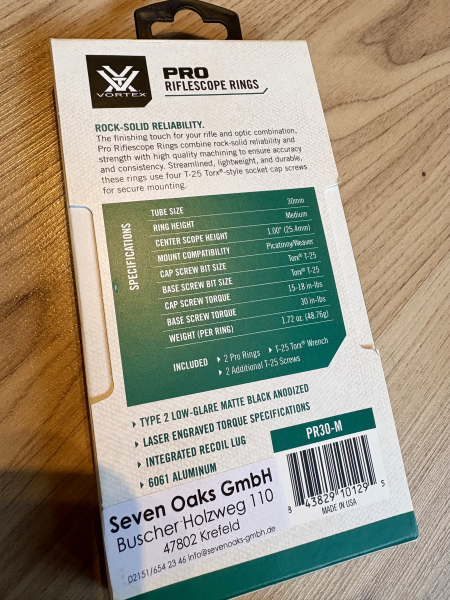 VORTEX
PRO
RIFLESCOPE RINGS
ROCK-SOLID RELIABILITY.
The finishing touch for your rifle and optic combination,
Pro Riflescope Rings combine rock-solid reliability and
strength with high quality machining to ensure accuracy
and consistency. Streamlined, lightweight, and durable,
these rings use four T-25 Torx®-style socket cap screws
for secure mounting.
SPECIFICATIONS
TUBE SIZE 30mm
RING HEIGHT Medium
CENTER SCOPE HEIGHT 1.00" (25.4mm)
MOUNT COMPATIBILITY Picatinny/Weaver
CAP SCREW BIT SIZE Torx® T-25
BASE SCREW BIT SIZE Torx® T-25
CAP SCREW TORQUE 15-18 in-lbs
BASE SCREW TORQUE 30 in-lbs
WEIGHT (PER RING) 1.72 oz. (48.76g)
INCLUDED 2 Pro Rings T-25 Torx® Wrench
2 Additional T-25 Screws
TYPE 2 LOW-GLARE MATTE BLACK ANODIZED
LASER ENGRAVED TORQUE SPECIFICATIONS
INTEGRATED RECOIL LUG
6061 ALUMINUM
PR30-M
8 43829 10129 5
MADE IN USA
Seven Oaks GmbH
Buscher Holzweg 110
47802 Krefeld
02151/654 23 46 info@sevenoaks-gmbh.de